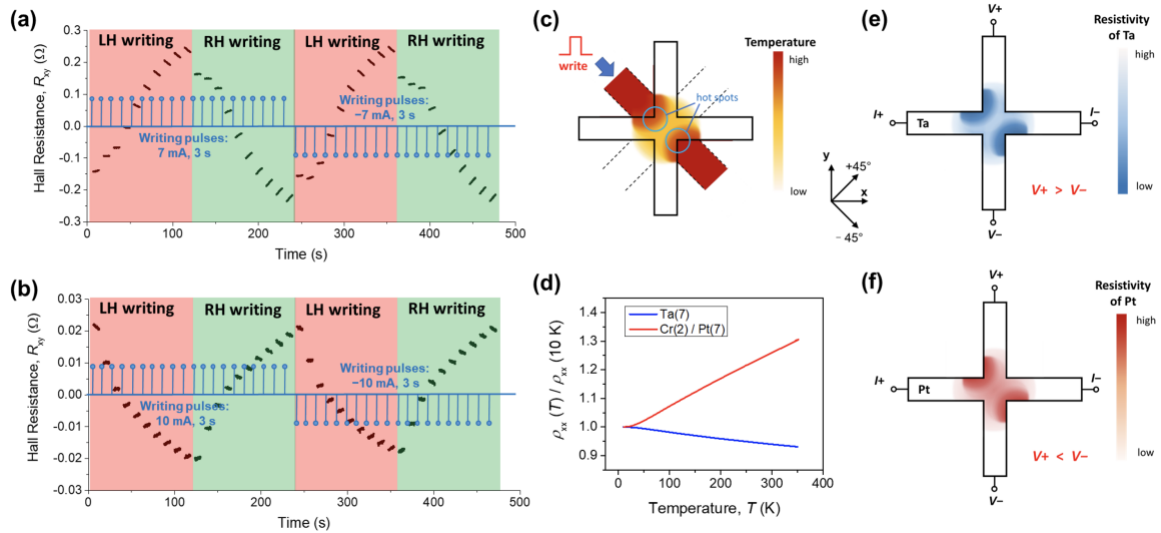 (a)
LH writing RH writing LH writing RH writing
Hall Resistance, Rxy (Ω)
0.3
0.2
0.1
0.0
-0.1
-0.2
-0.3
Writing pulses:
−7 mA, 3 s
Writing pulses:
7 mA, 3 s
0 100 200 300 400 500
Time (s)
(b)
LH writing RH writing LH writing RH writing
Hall Resistance, Rxy (Ω)
0.03
0.02
0.01
0.00
-0.01
-0.02
-0.03
Writing pulses:
−10 mA, 3 s
Writing pulses:
10 mA, 3 s
0 100 200 300 400 500
Time (s)
(c)
write
hot spots
Temperature
high
low
y
+45°
x
− 45°
(d)
ρxx (T) / ρxx (10 K)
1.4
1.3
1.2
1.1
1.0
0.9
Ta(7)
Cr(2) / Pt(7)
0 100 200 300 400
Temperature, T (K)
(e)
V+
I+
Ta
I−
V−
V+ > V−
Resistivity
of Ta
high
low
(f)
V+
I+
Pt
I−
V−
V+ < V−
Resistivity
of Pt
high
low